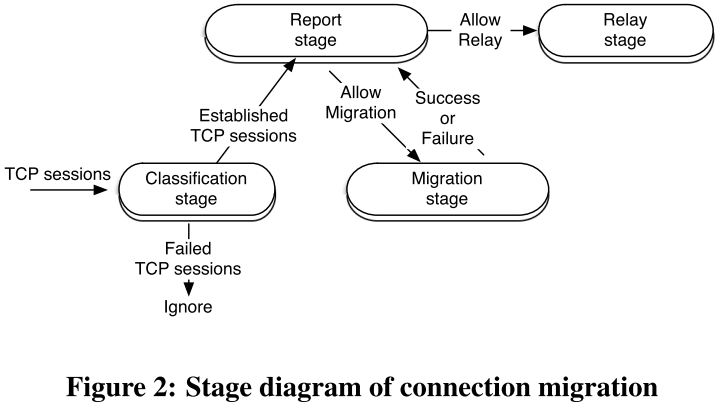 Report
stage
Allow
Relay
Relay
stage
Allow
Migration
Success
or
Failure
Established
TCP sessions
TCP sessions
Classification
stage
Migration
stage
Failed
TCP sessions
Ignore
Figure 2: Stage diagram of connection migration